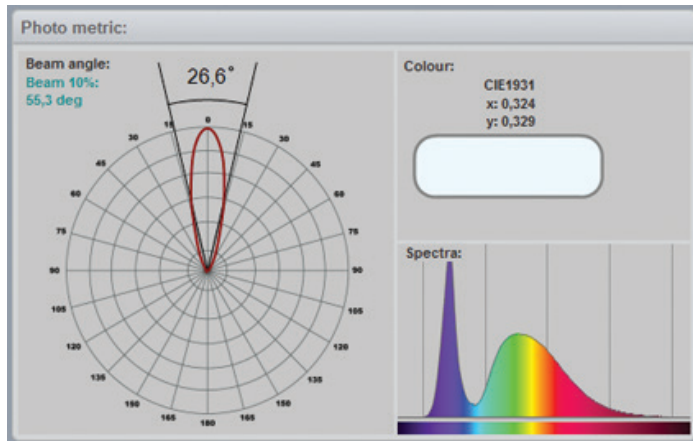 Photo metric:
Beam angle:
Beam 10%:
55,3 deg
26,6°
0
15
15
30
30
45
45
60
60
75
75
90
90
105
105
120
120
135
135
150
150
165
165
180
Colour:
CIE1931
x: 0,324
y: 0,329
Spectra: